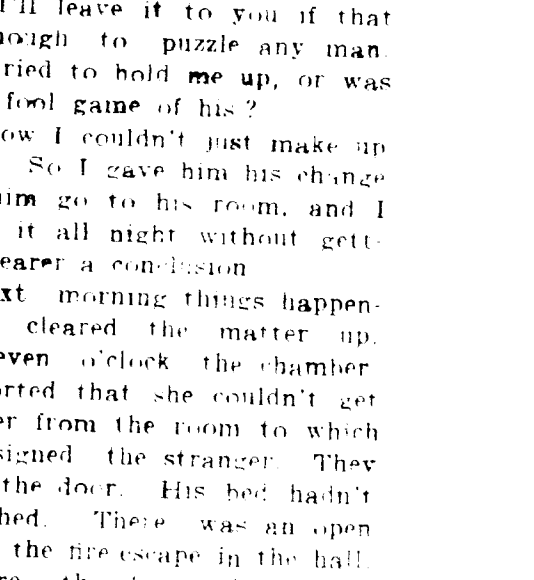 I'll leave it to you if that
nough to puzzle any man.
ried to hold me up, or was
fool game of his?
ow I couldn't just make up
So I gave him his change
im go to his room, and I
it all night without gett-
earer a conclusion
xt morning things happen-
cleared the matter up.
even o'clock the chamber
orted that she couldn't get
er from the room to which
signed the stranger. They
the door. His bed hadn't
hed. There was an open
the fire escape in the hall.